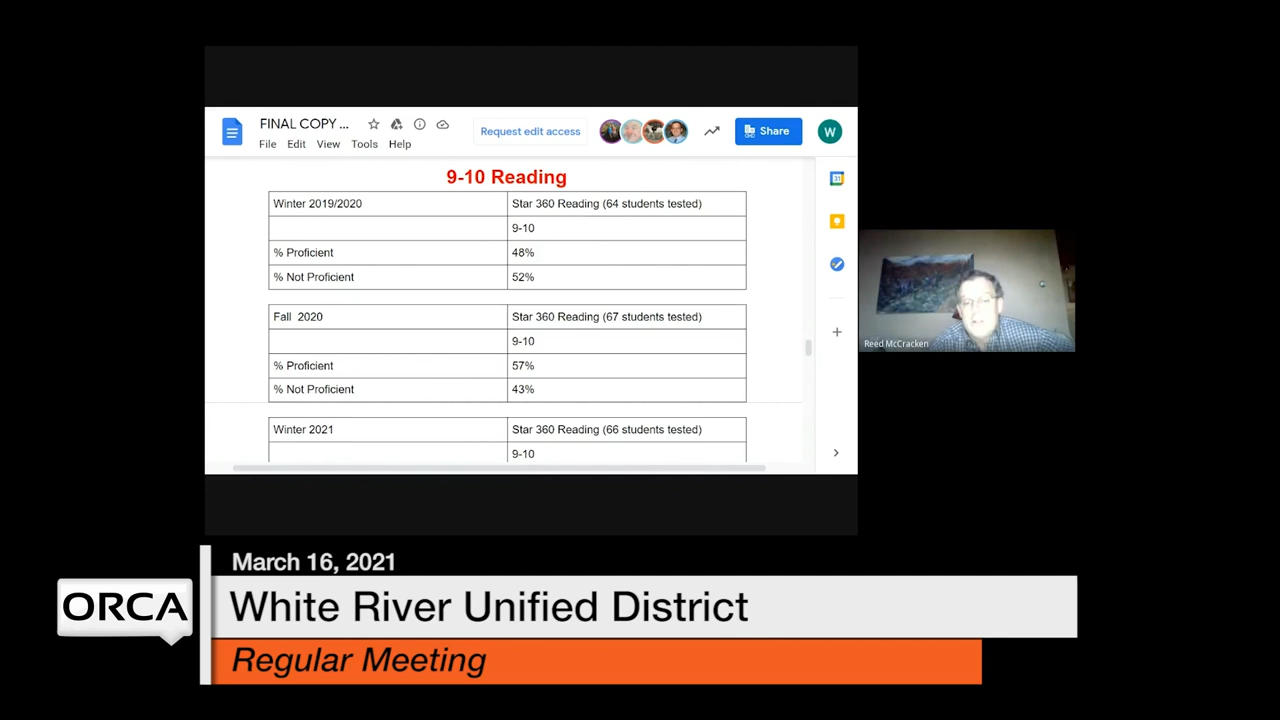 FINAL COPY ...
Request edit access
Share
W
File Edit View Tools Help
31
9-10 Reading
Winter 2019/2020 Star 360 Reading (64 students tested)
9-10
% Proficient 48%
% Not Proficient 52%
Fall 2020 Star 360 Reading (67 students tested)
9-10
% Proficient 57%
% Not Proficient 43%
Winter 2021 Star 360 Reading (66 students tested)
9-10
Reed McCracken
March 16, 2021
ORCA
White River Unified District
Regular Meeting